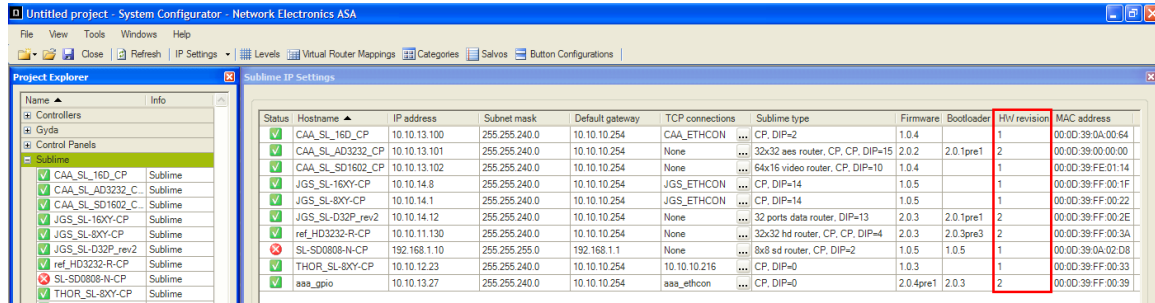 Untitled project - System Configurator - Network Electronics ASA
File View Tools Windows Help
Close Refresh IP Settings Levels Virtual Router Mappings Categories Salvos Button Configurations
Project Explorer
Name Info
Controllers
Gyda
Control Panels
Sublime
CAA_SL_16D_CP Sublime
CAA_SL_AD3232_C... Sublime
CAA_SL_SD1602_C... Sublime
JGS_SL-16XY-CP Sublime
JGS_SL-8XY-CP Sublime
JGS_SL-D32P_rev2 Sublime
ref_HD3232-R-CP Sublime
SL-SD0808-N-CP Sublime
THOR_SL-8XY-CP Sublime
Sublime IP Settings
Status Hostname IP address Subnet mask Default gateway TCP connections Sublime type Firmware Bootloader HW revision MAC address
CAA_SL_16D_CP 10.10.13.100 255.255.240.0 10.10.10.254 CAA_ETHCON ... CP, DIP=2 1.0.4 1 00:0D:39:0A:00:64
CAA_SL_AD3232_CP 10.10.13.101 255.255.240.0 10.10.10.254 None ... 32x32 aes router, CP, CP, DIP=15 2.0.2 2.0.1pre1 2 00:0D:39:00:00:00
CAA_SL_SD1602_CP 10.10.13.102 255.255.240.0 10.10.10.254 None ... 64x16 video router, DIP=10 1.0.4 1 00:0D:39:FE:01:14
JGS_SL-16XY-CP 10.10.14.8 255.255.240.0 10.10.10.254 JGS_ETHCON ... CP, DIP=14 1.0.5 1 00:0D:39:FF:00:1F
JGS_SL-8XY-CP 10.10.14.1 255.255.240.0 10.10.10.254 JGS_ETHCON ... CP, DIP=14 1.0.5 1 00:0D:39:FF:00:22
JGS_SL-D32P_rev2 10.10.14.12 255.255.240.0 10.10.10.254 None ... 32 ports data router, DIP=13 2.0.3 2.0.1pre1 2 00:0D:39:FF:00:2E
ref_HD3232-R-CP 10.10.11.130 255.255.240.0 10.10.10.254 None ... 32x32 hd router, CP, CP, DIP=4 2.0.3 2.0.3pre3 2 00:0D:39:FF:00:3A
SL-SD0808-N-CP 192.168.1.10 255.255.255.0 192.168.1.1 None ... 8x8 sd router, CP, DIP=2 1.0.5 1.0.5 1 00:0D:39:0A:02:D8
THOR_SL-8XY-CP 10.10.12.23 255.255.240.0 10.10.10.254 10.10.10.216 ... CP, DIP=0 1.0.3 1 00:0D:39:FF:00:33
aaa_gpio 10.10.13.27 255.255.240.0 10.10.10.254 aaa_ethcon ... CP, DIP=0 2.0.4pre1 2.0.3 2 00:0D:39:FF:00:39